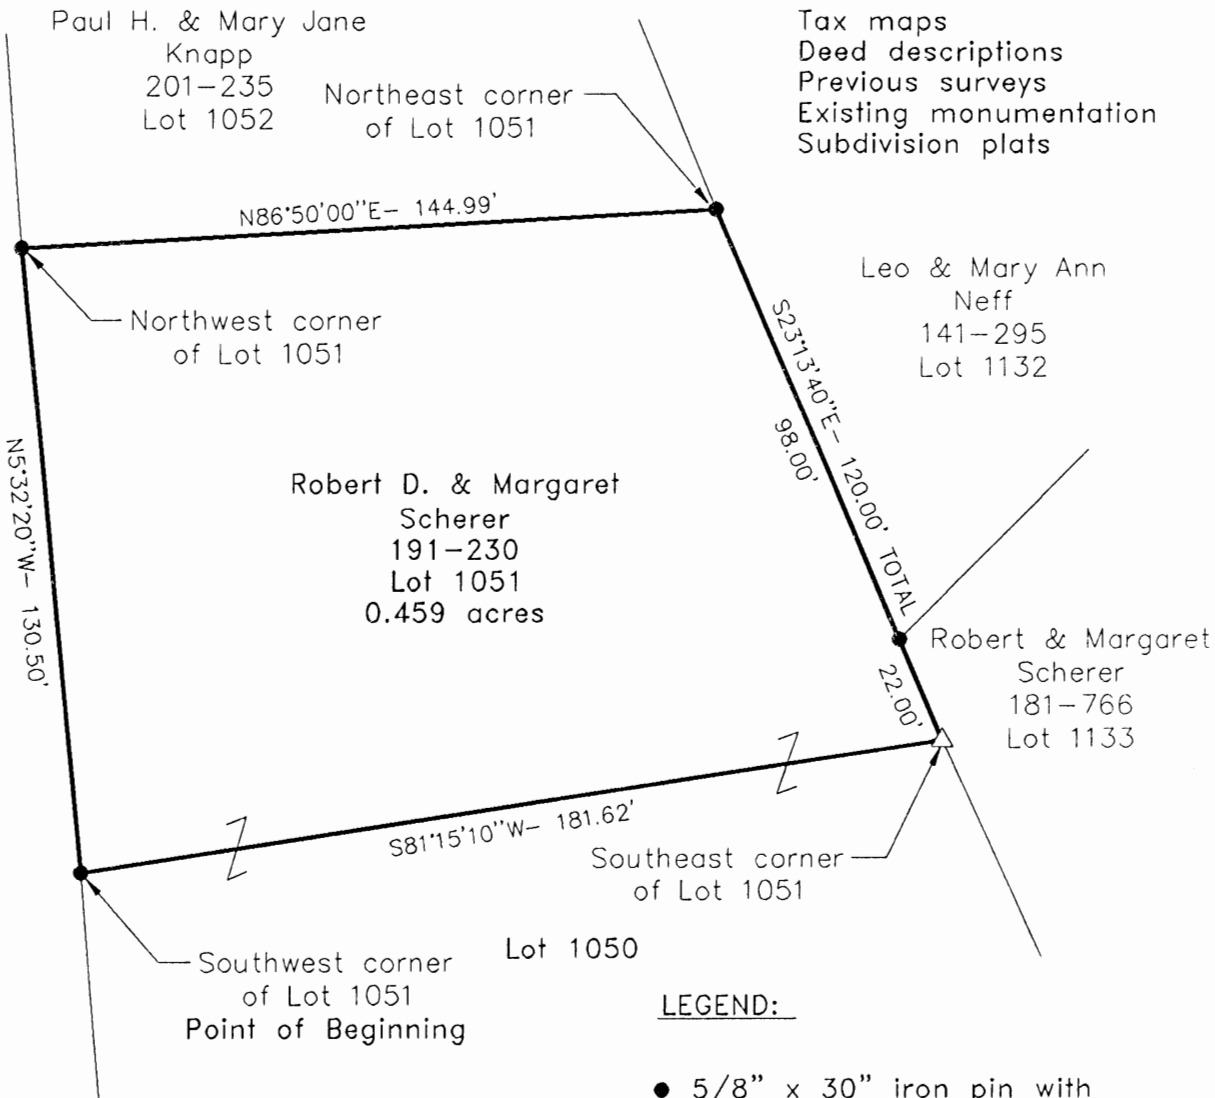 Paul H. & Mary Jane
Knapp
201-235
Lot 1052
Northeast corner
of Lot 1051
Tax maps
Deed descriptions
Previous surveys
Existing monumentation
Subdivision plats
N86°50'00"E- 144.99'
Northwest corner
of Lot 1051
Leo & Mary Ann
Neff
141-295
Lot 1132
S23°13'40"E- 120.00' TOTAL
98.00'
N5°32'20"W- 130.50'
Robert D. & Margaret
Scherer
191-230
Lot 1051
0.459 acres
Robert & Margaret
Scherer
181-766
Lot 1133
22.00'
S81°15'10"W- 181.62'
Southeast corner
of Lot 1051
Lot 1050
Southwest corner
of Lot 1051
Point of Beginning
LEGEND:
5/8" x 30" iron pin with